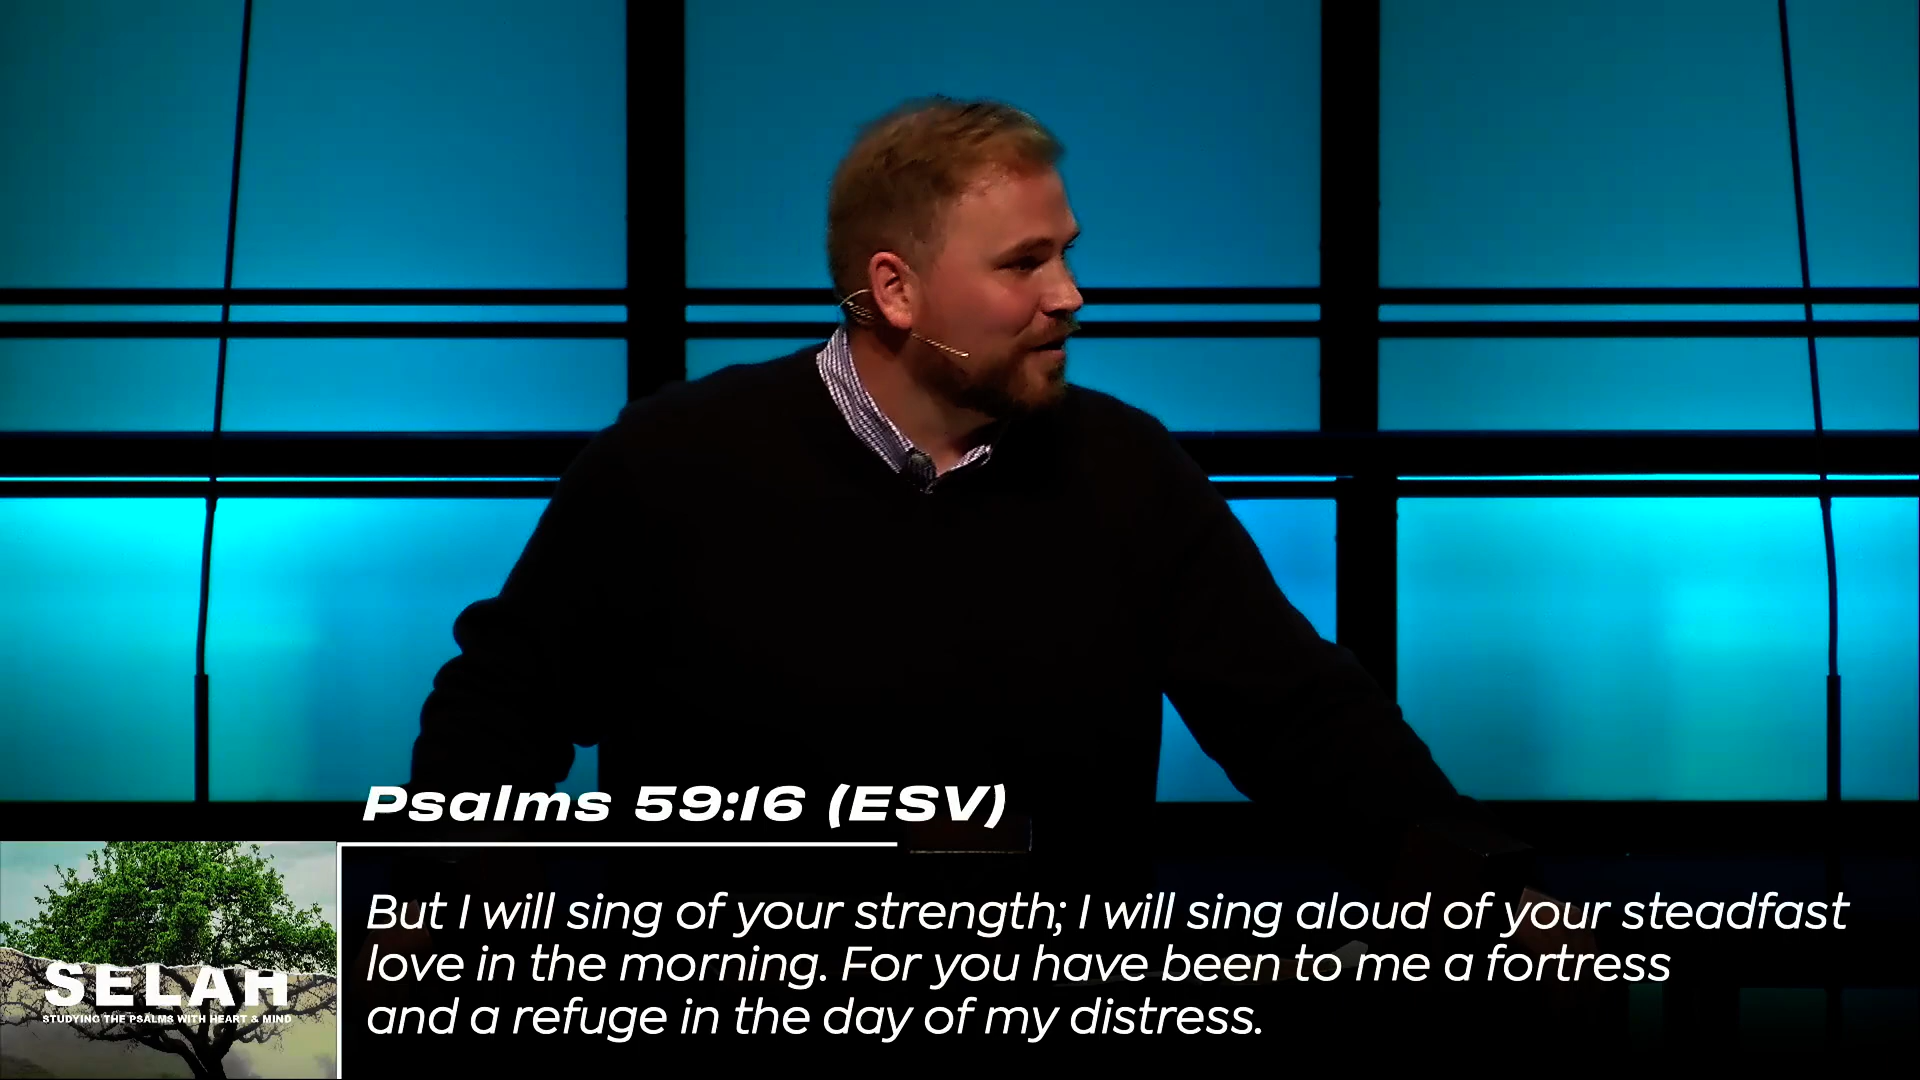 Psalms 59:16 (ESV)
But I will sing of your strength; I will sing aloud of your steadfast
love in the morning. For you have been to me a fortress
and a refuge in the day of my distress.
SELAH
STUDYING THE PSALMS WITH HEART & MIND